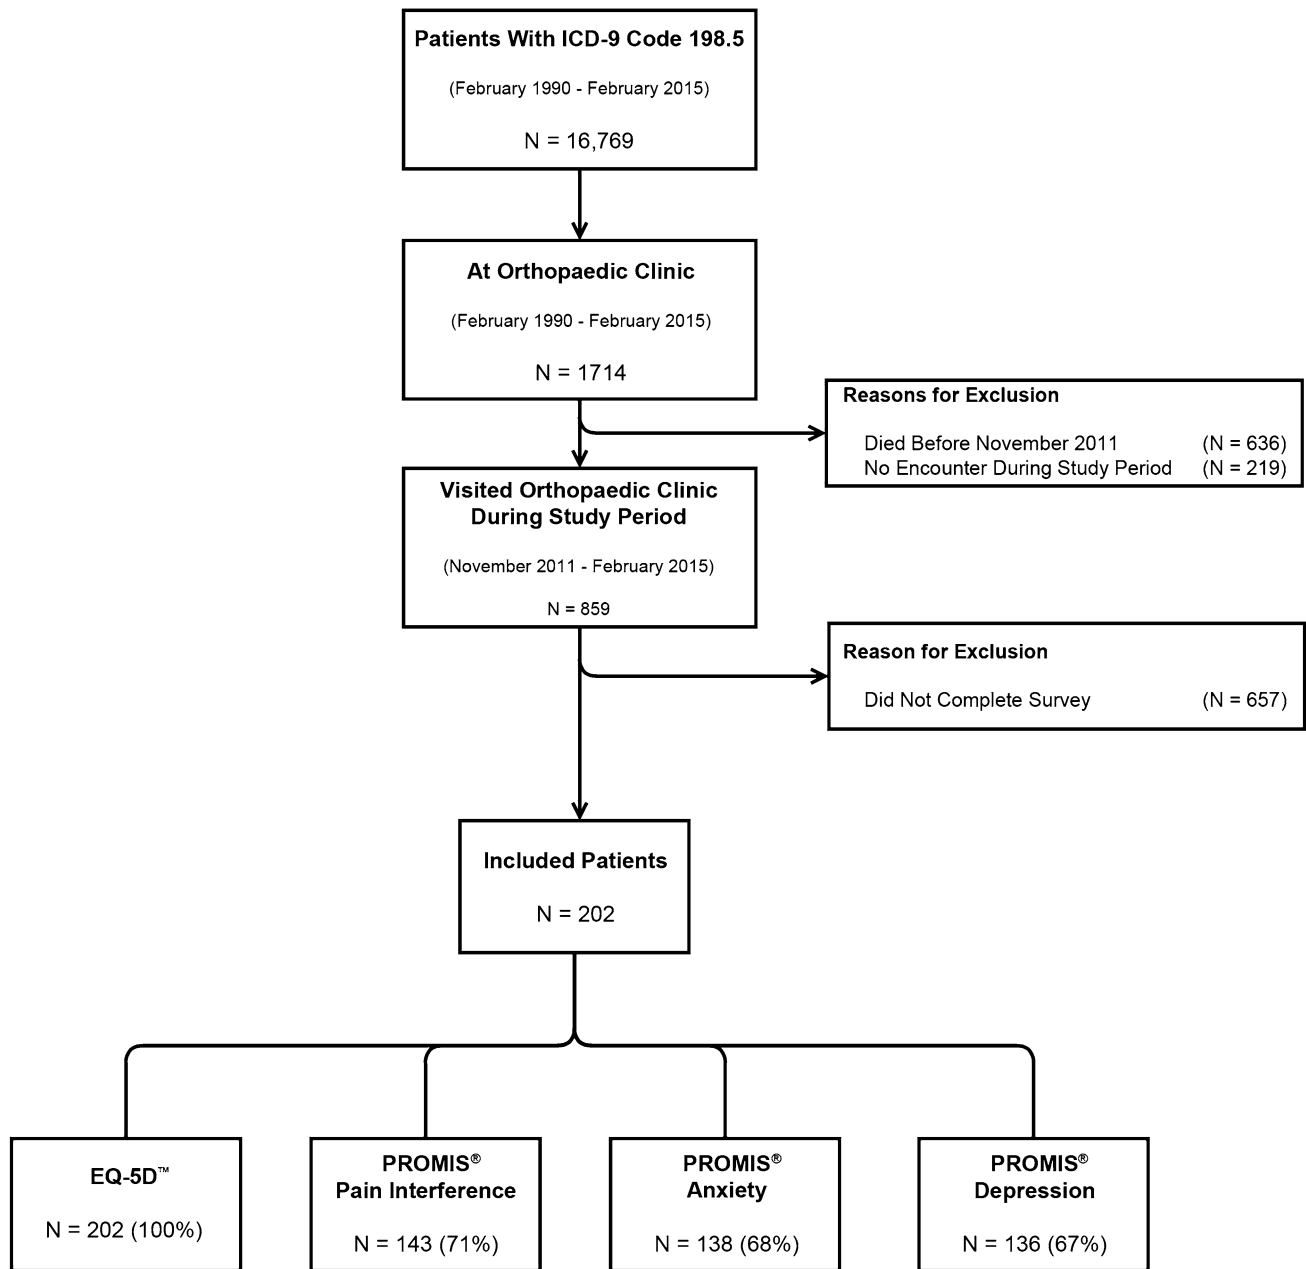 Patients With ICD-9 Code 198.5
(February 1990 - February 2015)
N = 16,769
At Orthopaedic Clinic
(February 1990 - February 2015)
N = 1714
Reasons for Exclusion
Died Before November 2011 (N = 636)
No Encounter During Study Period (N = 219)
Visited Orthopaedic Clinic
During Study Period
(November 2011 - February 2015)
N = 859
Reason for Exclusion
Did Not Complete Survey (N = 657)
Included Patients
N = 202
EQ-5D™
N = 202 (100%)
PROMIS®
Pain Interference
N = 143 (71%)
PROMIS®
Anxiety
N = 138 (68%)
PROMIS®
Depression
N = 136 (67%)